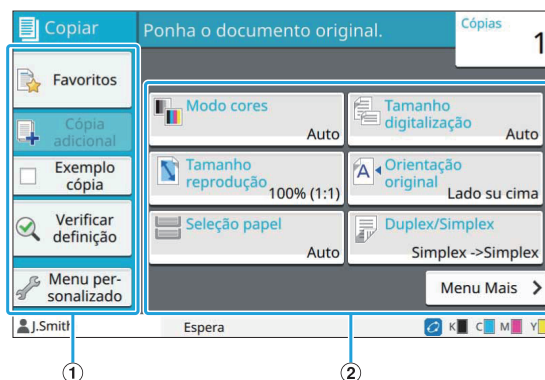 Copiar
Ponha o documento original.
Cópias
1
Favoritos
Cópia
adicional
Exemplo
cópia
Verificar
definição
Menu per-
sonalizado
Modo cores
Auto
Tamanho
digitalização
Auto
Tamanho
reprodução
100% (1:1)
Orientação
original
Lado su cima
Seleção papel
Auto
Duplex/Simplex
Simplex ->Simplex
Menu Mais
J.Smith
Espera
K
C
M
Y
1
2